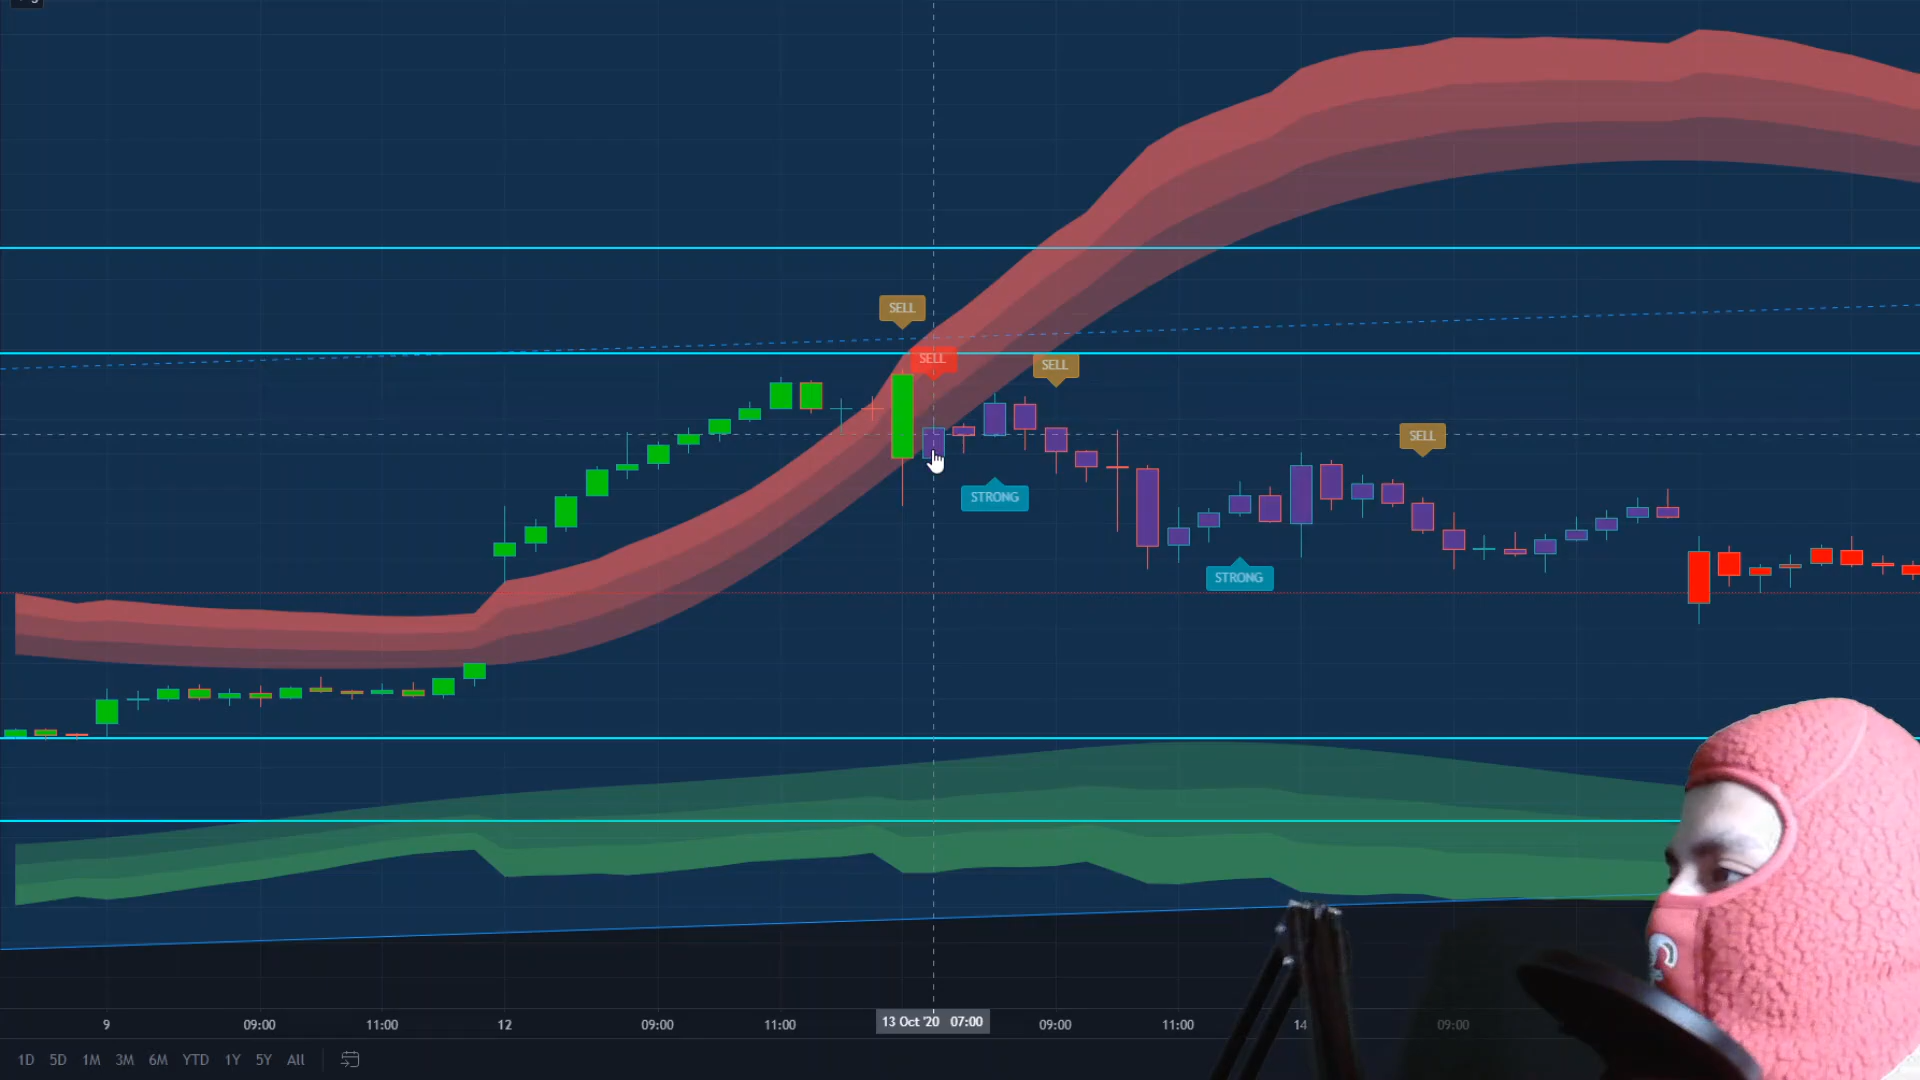 SELL
SELL
SELL
SELL
STRONG
STRONG
9
09:00
11:00
12
09:00
11:00
13 Oct '20 07:00
09:00
11:00
14
09:00
1D 5D 1M 3M 6M YTD 1Y 5Y All